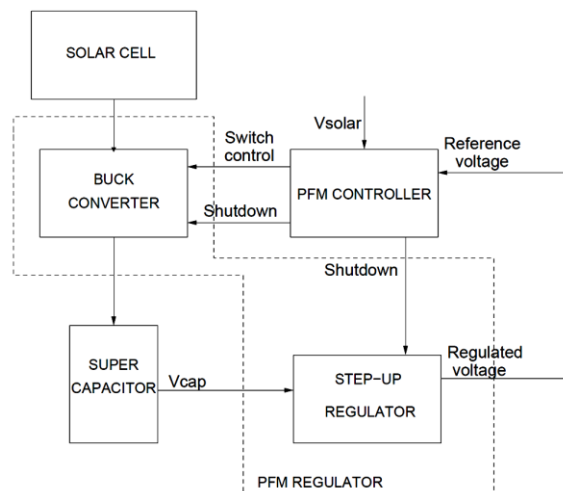 SOLAR CELL
Vsolar
Switch
control
Reference
voltage
BUCK
CONVERTER
PFM CONTROLLER
Shutdown
Shutdown
SUPER
CAPACITOR
Vcap
STEP-UP
REGULATOR
Regulated
voltage
PFM REGULATOR